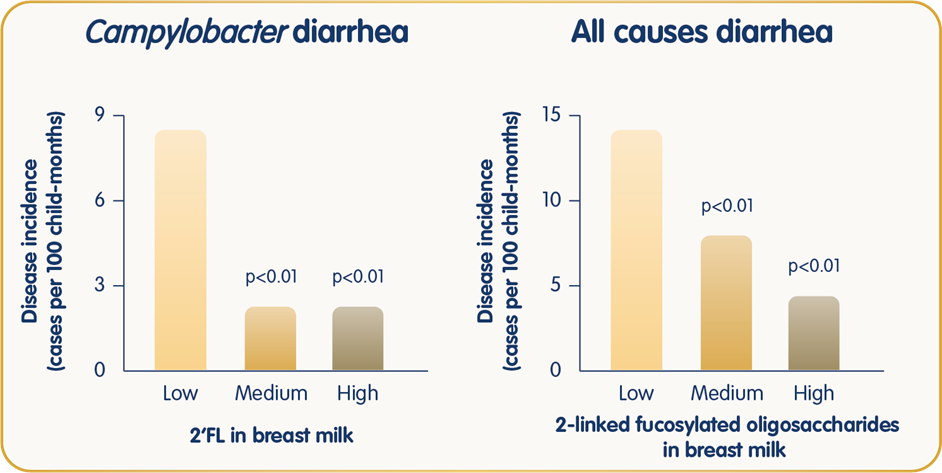 Campylobacter diarrhea
Disease incidence
(cases per 100 child-months)
9
6
3
0
p<0.01
p<0.01
Low
Medium
High
2’FL in breast milk
All causes diarrhea
Disease incidence
(cases per 100 child-months)
15
10
5
0
p<0.01
p<0.01
Low
Medium
High
2-linked fucosylated oligosaccharides
in breast milk